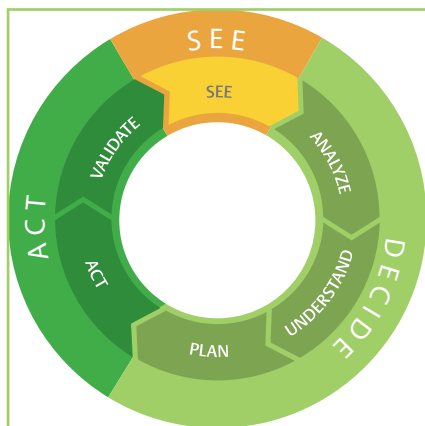 SEE
SEE
ANALYZE
UNDERSTAND
DECIDE
PLAN
ACT
ACT
VALIDATE